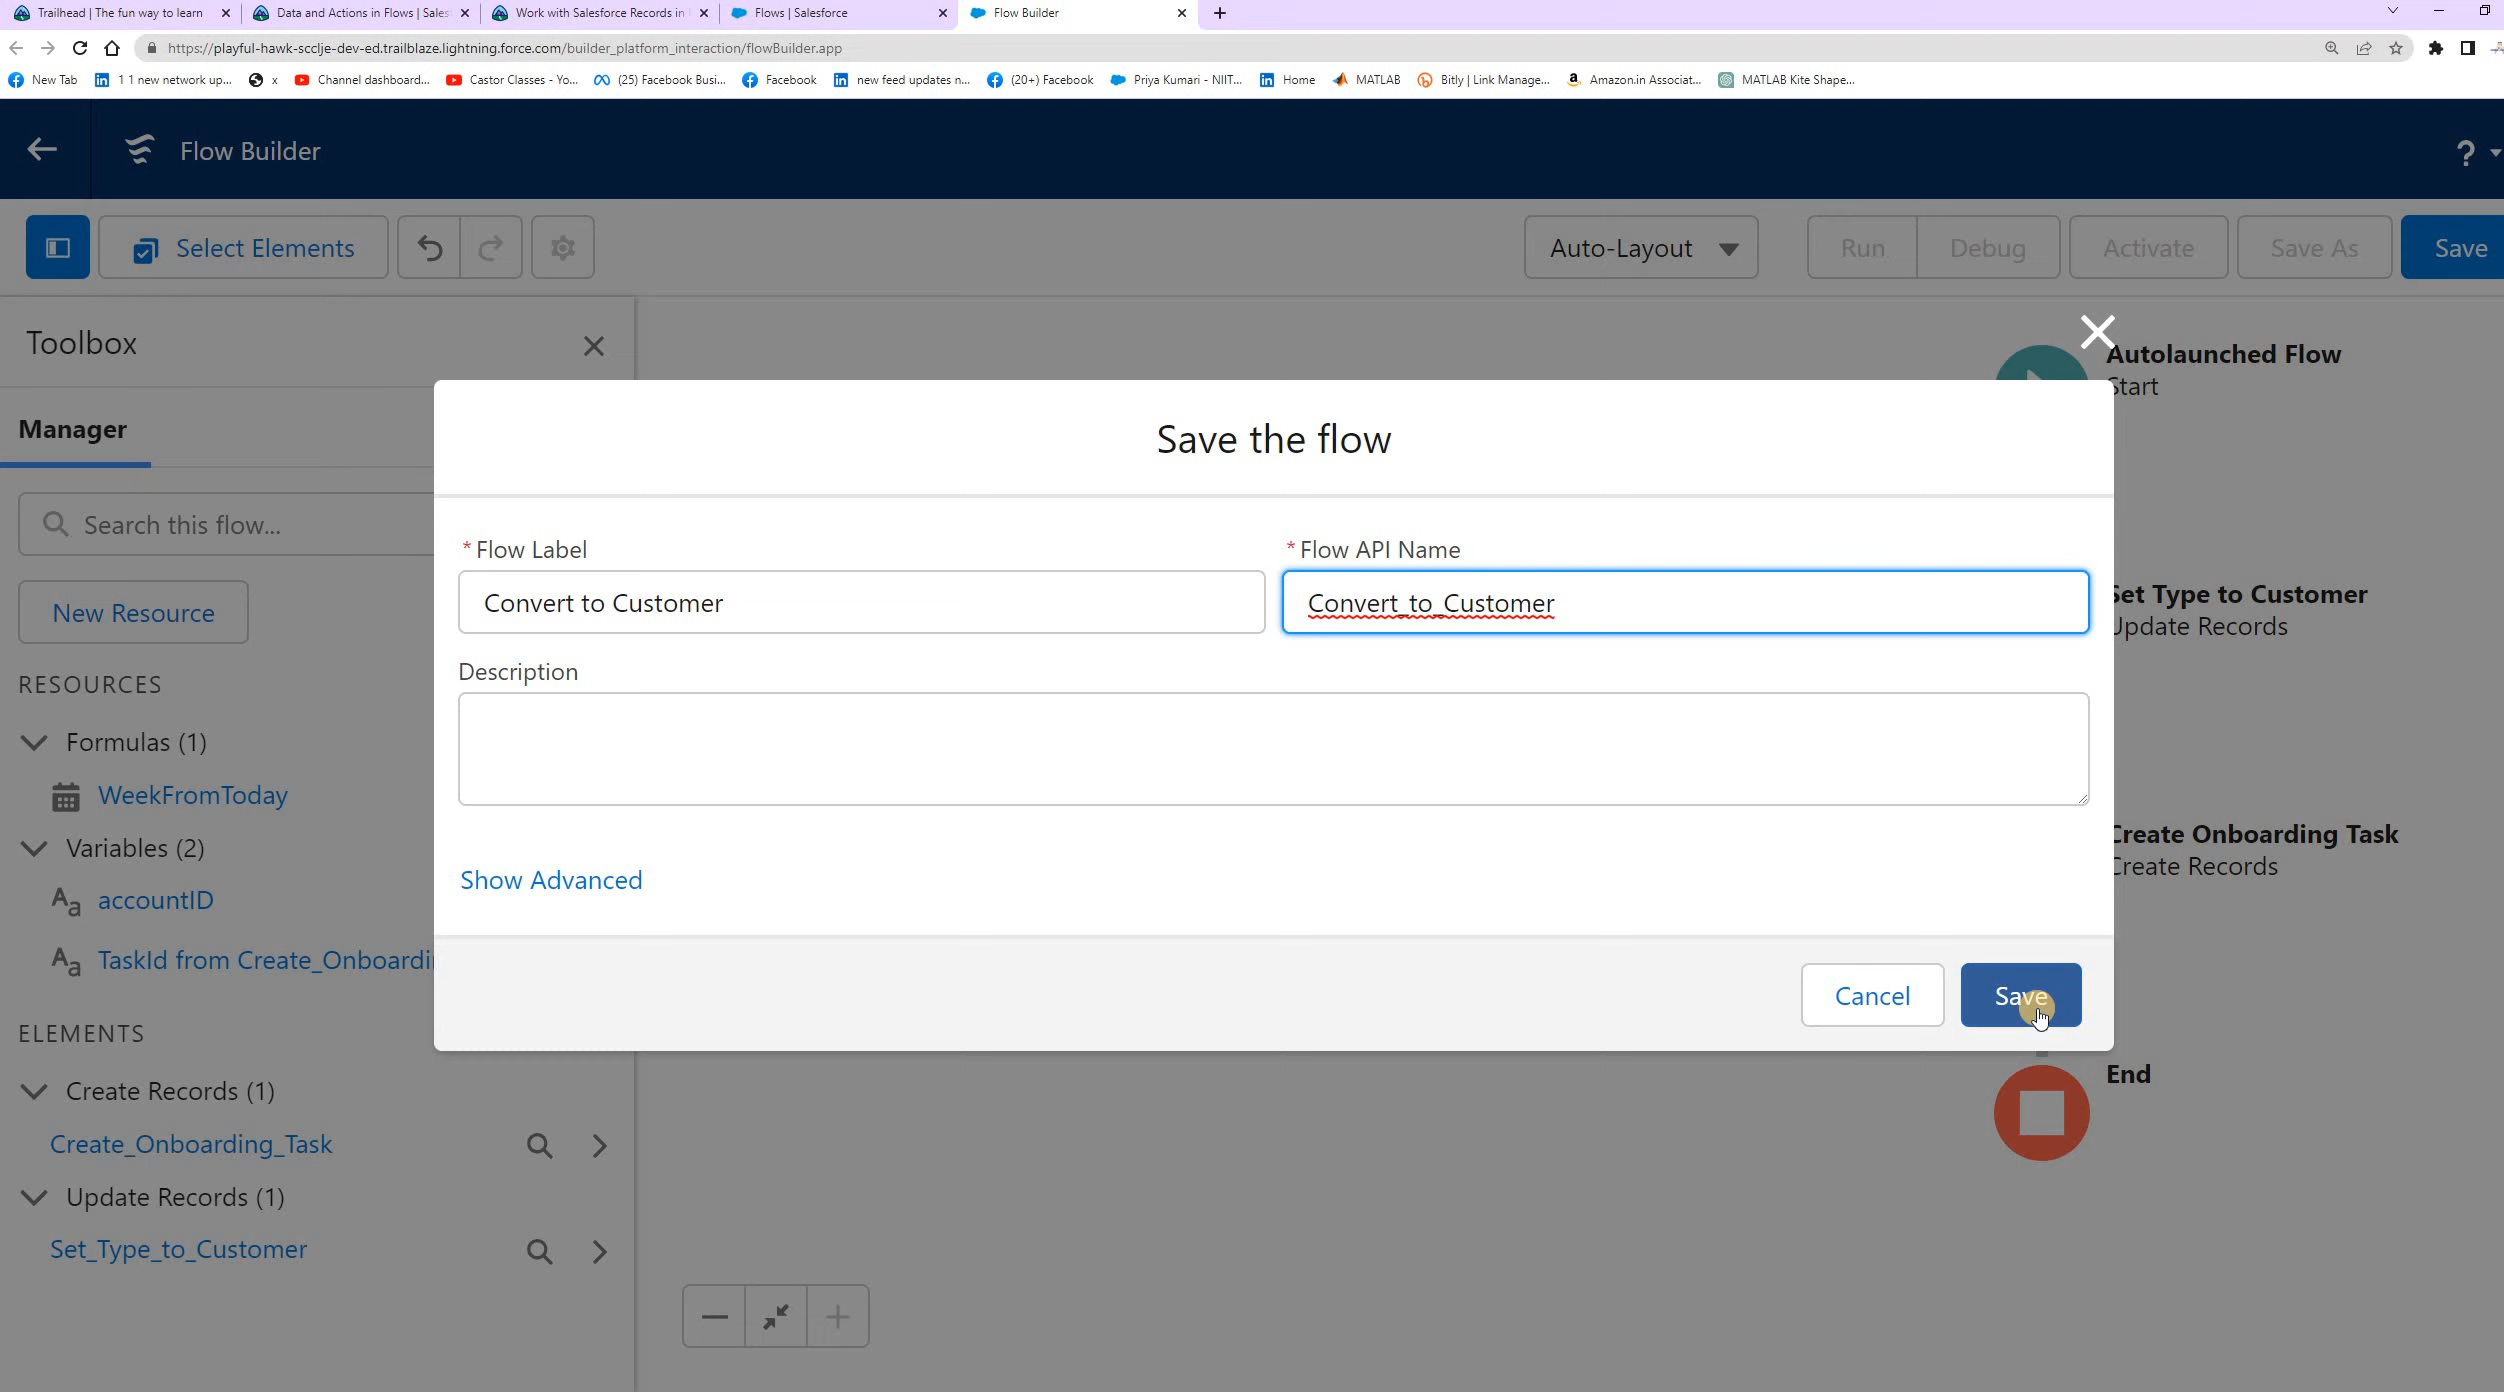 Trailhead | The fun way to learn
Data and Actions in Flows | Sales
Work with Salesforce Records in
Flows | Salesforce
Flow Builder
https://playful-hawk-scclje-dev-ed.trailblaze.lightning.force.com/builder_platform_interaction/flowBuilder.app
New Tab
1 1 new network up...
x
Channel dashboard...
Castor Classes - Yo...
(25) Facebook Busi...
Facebook
new feed updates n...
(20+) Facebook
Priya Kumari - NIIT...
Home
MATLAB
Bitly | Link Manage...
Amazon.in Associat...
MATLAB Kite Shape...
Flow Builder
?
Select Elements
Auto-Layout
Run
Debug
Activate
Save As
Save
Toolbox
Manager
Search this flow...
New Resource
RESOURCES
Formulas (1)
WeekFromToday
Variables (2)
Aa accountID
Aa TaskId from Create_Onboardi
ELEMENTS
Create Records (1)
Create_Onboarding_Task
Update Records (1)
Set_Type_to_Customer
Save the flow
* Flow Label
Convert to Customer
* Flow API Name
Convert_to_Customer
Description
Show Advanced
Cancel
Save
Autolaunched Flow
Start
Set Type to Customer
Update Records
Create Onboarding Task
Create Records
End